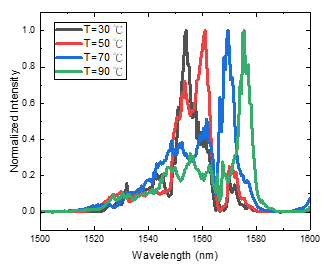 T=30 ℃
T=50 ℃
T=70 ℃
T=90 ℃
Normalized Intensity
1.0
0.8
0.6
0.4
0.2
0.0
1500 1520 1540 1560 1580 1600
Wavelength (nm)